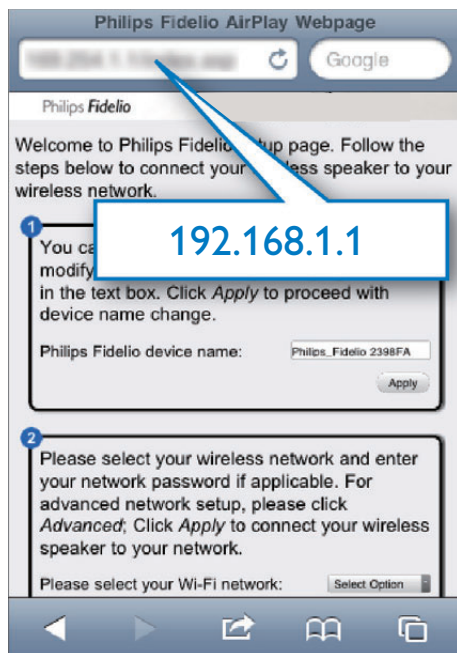 Philips Fidelio AirPlay Webpage
Google
Philips Fidelio
Welcome to Philips Fidelio up page. Follow the
steps below to connect your less speaker to your
wireless network.
192.168.1.1
1
You
modify
in the text box. Click Apply to proceed with
device name change.
Philips Fidelio device name: Philips_Fidelio 2398FA
Apply
2
Please select your wireless network and enter
your network password if applicable. For
advanced network setup, please click
Advanced; Click Apply to connect your wireless
speaker to your network.
Please select your Wi-Fi network: Select Option